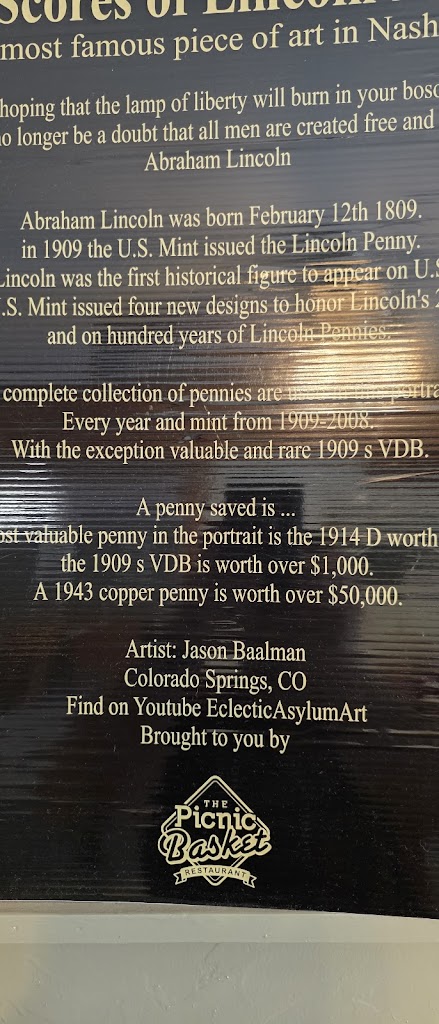 Scores of Lincoln
most famous piece of art in Nash
hoping that the lamp of liberty will burn in your boso
no longer be a doubt that all men are created free and
Abraham Lincoln
Abraham Lincoln was born February 12th 1809.
in 1909 the U.S. Mint issued the Lincoln Penny.
Lincoln was the first historical figure to appear on U.S
.S. Mint issued four new designs to honor Lincoln's 2
and on hundred years of Lincoln Pennies.
complete collection of pennies are used in the portra
Every year and mint from 1909-2008.
With the exception valuable and rare 1909 s VDB.
A penny saved is ...
ost valuable penny in the portrait is the 1914 D worth
the 1909 s VDB is worth over $1,000.
A 1943 copper penny is worth over $50,000.
Artist: Jason Baalman
Colorado Springs, CO
Find on Youtube EclecticAsylumArt
Brought to you by
THE
Picnic
Basket
RESTAURANT